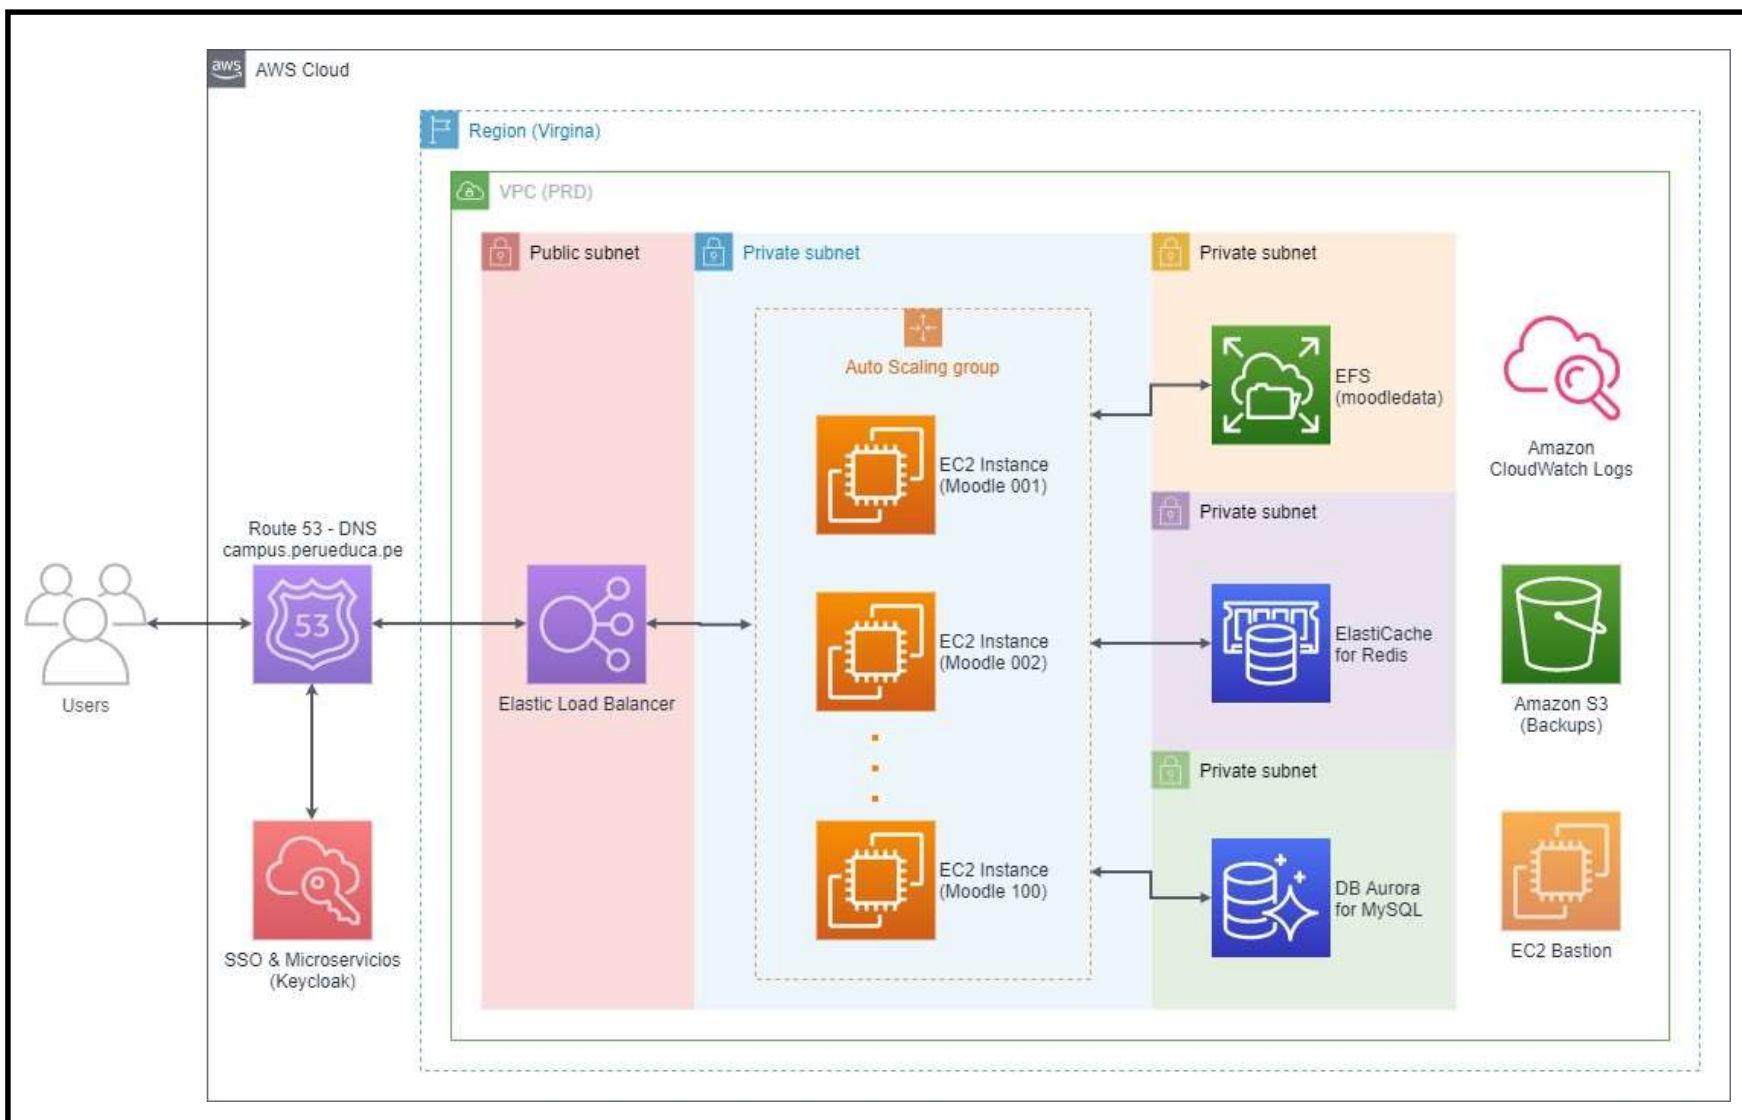 aws
AWS Cloud
Region (Virgina)
VPC (PRD)
Public subnet
Private subnet
Private subnet
Auto Scaling group
EFS
(moodledata)
EC2 Instance
(Moodle 001)
Amazon
CloudWatch Logs
Private subnet
Route 53 - DNS
campus.perueduca.pe
53
Users
Elastic Load Balancer
EC2 Instance
(Moodle 002)
ElastiCache
for Redis
Amazon S3
(Backups)
Private subnet
EC2 Instance
(Moodle 100)
DB Aurora
for MySQL
EC2 Bastion
SSO & Microservicios
(Keycloak)